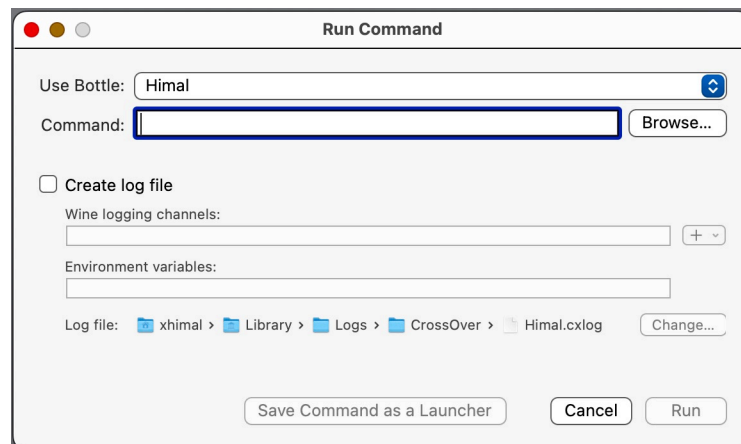 Run Command
Use Bottle: Himal
Command: Browse...
Create log file
Wine logging channels:
Environment variables:
Log file: xhimal › Library › Logs › CrossOver › Himal.cxlog Change...
Save Command as a Launcher Cancel Run